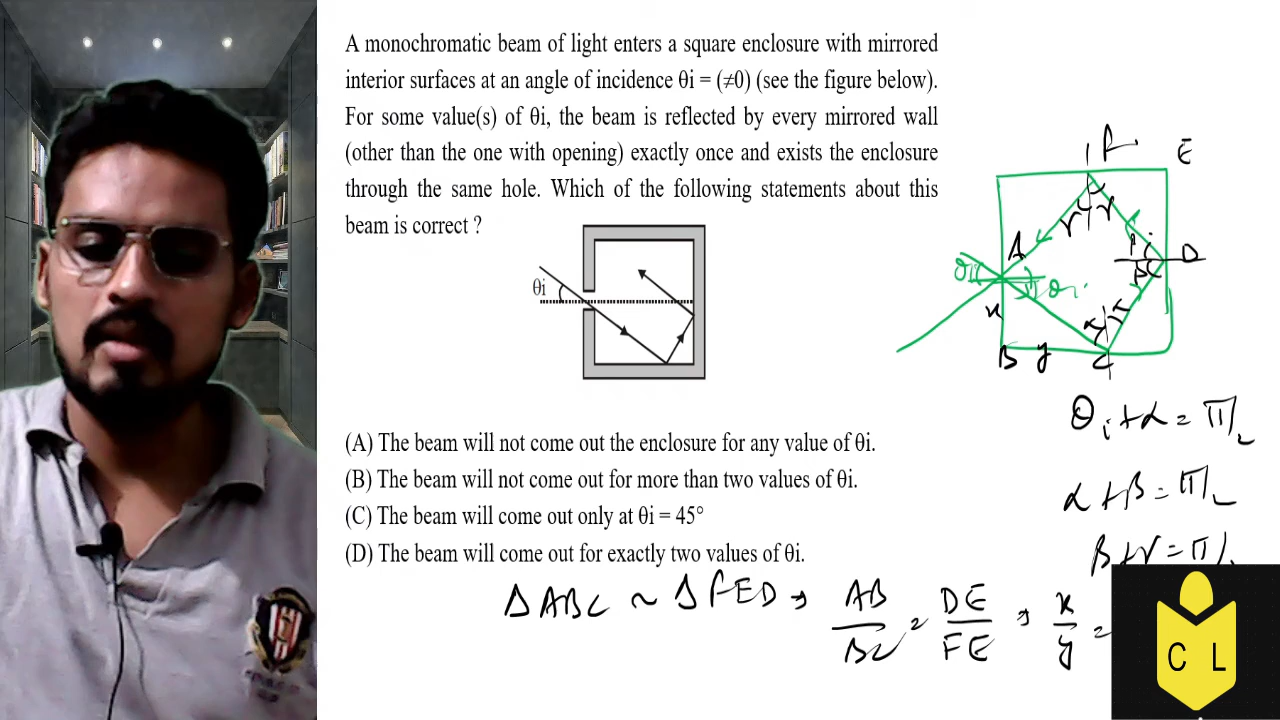 A monochromatic beam of light enters a square enclosure with mirrored
interior surfaces at an angle of incidence θi = (≠0) (see the figure below).
For some value(s) of θi, the beam is reflected by every mirrored wall
(other than the one with opening) exactly once and exists the enclosure
through the same hole. Which of the following statements about this
beam is correct ?
θi
(A) The beam will not come out the enclosure for any value of θi.
(B) The beam will not come out for more than two values of θi.
(C) The beam will come out only at θi = 45°
(D) The beam will come out for exactly two values of θi.
E
r r
A
θi
θi
β
D
x
α
B y C
θi + α = π/2
α + β = π/2
β + r = π/
Δ ABC ~ Δ FED → AB/BC = DE/FE → x/y =
C L